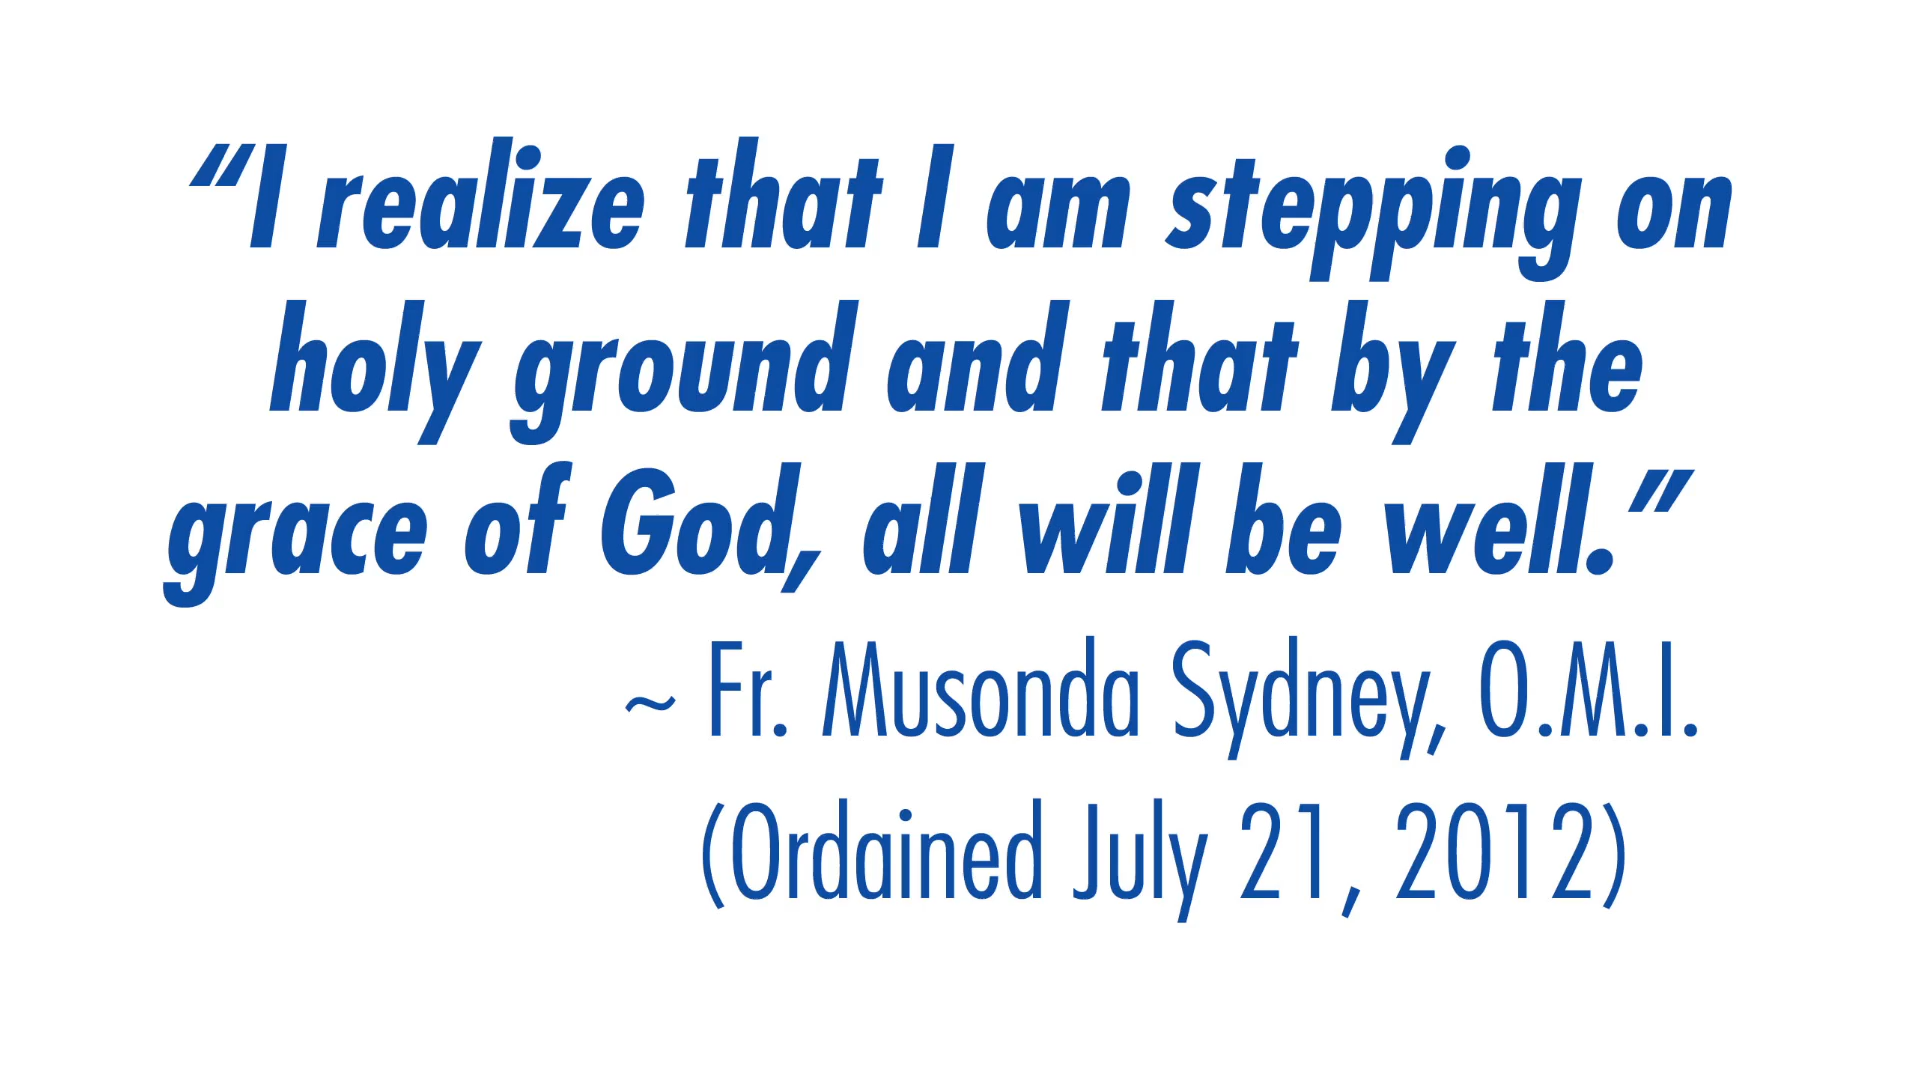 “I realize that I am stepping on
holy ground and that by the
grace of God, all will be well.”
~ Fr. Musonda Sydney, O.M.I.
(Ordained July 21, 2012)